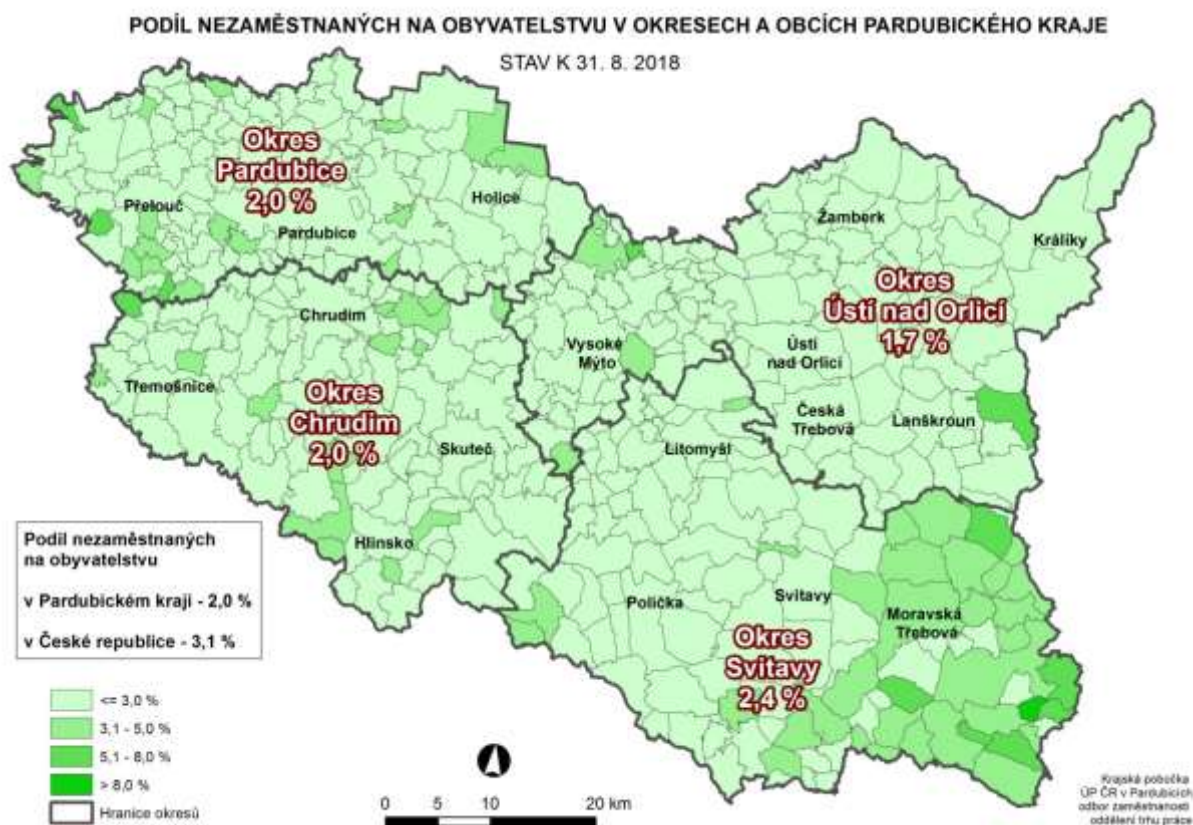 PODÍL NEZAMĚSTNANÝCH NA OBYVATELSTVU V OKRESECH A OBCÍCH PARDUBICKÉHO KRAJE
STAV K 31. 8. 2018
Okres
Pardubice
2,0 %
Holice
Přelouč
Pardubice
Žamberk
Králíky
Okres
Ústí nad Orlicí
1,7 %
Chrudim
Vysoké
Mýto
Ústí
nad Orlicí
Třemošnice
Okres
Chrudim
2,0 %
Česká
Třebová
Lanškroun
Skuteč
Litomyšl
Hlinsko
Podíl nezaměstnaných
na obyvatelstvu
v Pardubickém kraji - 2,0 %
v České republice - 3,1 %
Polička
Svitavy
Moravská
Třebová
Okres
Svitavy
2,4 %
<= 3,0 %
3,1 - 5,0 %
5,1 - 8,0 %
> 8,0 %
Hranice okresů
0 5 10 20 km
Krajská pobočka
ÚP ČR v Pardubicích
odbor zaměstnanosti
oddělení trhu práce